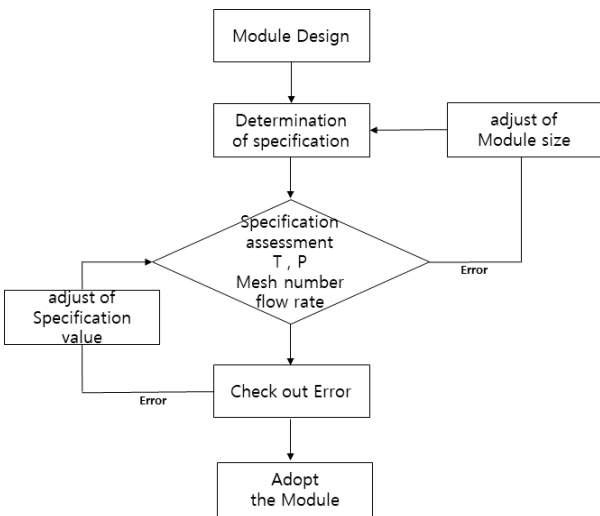 Module Design
Determination
of specification
adjust of
Module size
Specification
assessment
T , P
Mesh number
flow rate
Error
adjust of
Specification
value
Check out Error
Error
Adopt
the Module